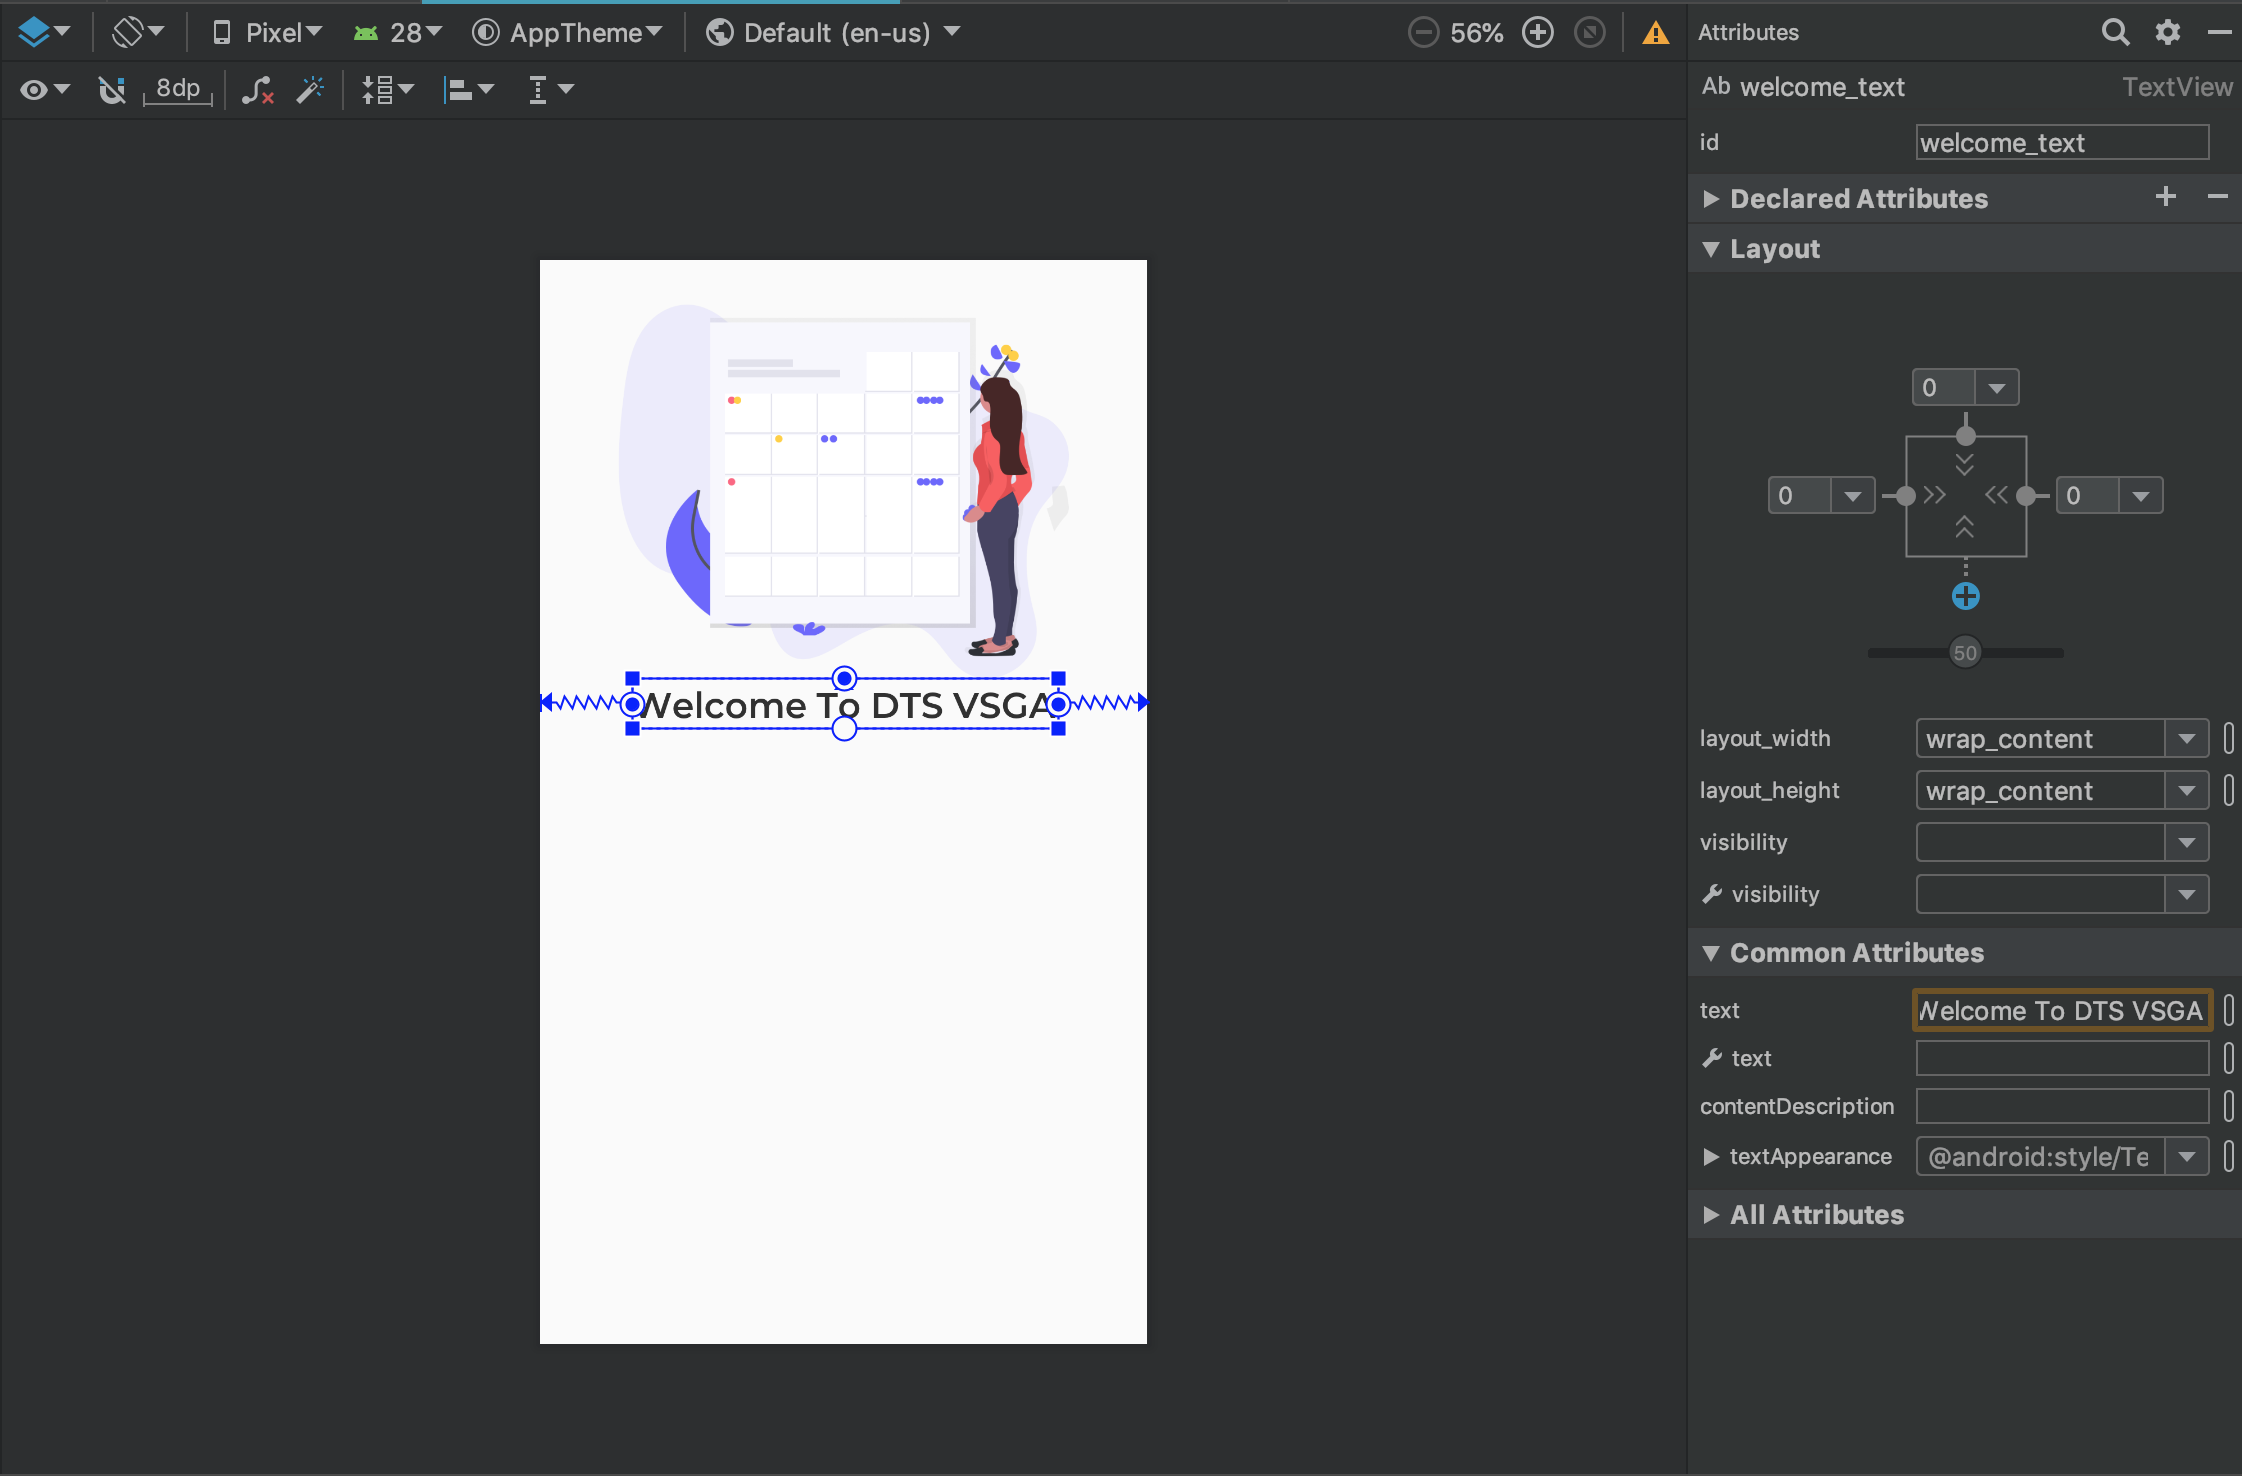 Pixel 28 AppTheme Default (en-us) 56%
Attributes
8dp
Ab welcome_text TextView
id welcome_text
Declared Attributes
Layout
0
0 0
50
Welcome To DTS VSGA
layout_width wrap_content
layout_height wrap_content
visibility
visibility
Common Attributes
text Welcome To DTS VSGA
text
contentDescription
textAppearance @android:style/Te
All Attributes